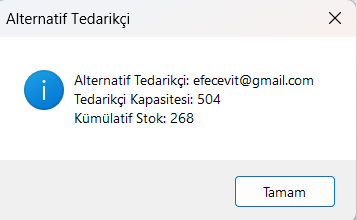 Alternatif Tedarikçi
Alternatif Tedarikçi: efecevit@gmail.com
Tedarikçi Kapasitesi: 504
Kümülatif Stok: 268
Tamam